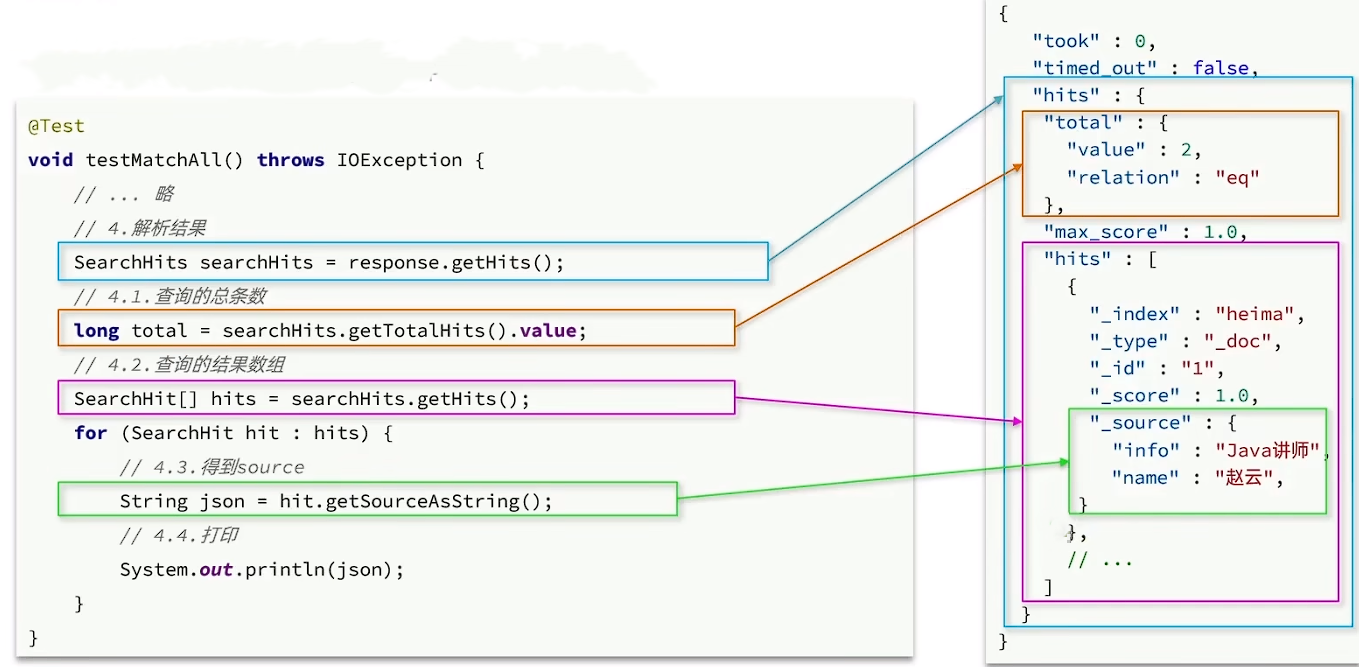 @Test
void testMatchAll() throws IOException {
// ... 略
// 4.解析结果
SearchHits searchHits = response.getHits();
// 4.1.查询的总条数
long total = searchHits.getTotalHits().value;
// 4.2.查询的结果数组
SearchHit[] hits = searchHits.getHits();
for (SearchHit hit : hits) {
// 4.3.得到source
String json = hit.getSourceAsString();
// 4.4.打印
System.out.println(json);
}
}
{
"took" : 0,
"timed_out" : false,
"hits" : {
"total" : {
"value" : 2,
"relation" : "eq"
},
"max_score" : 1.0,
"hits" : [
{
"_index" : "heima",
"_type" : "_doc",
"_id" : "1",
"_score" : 1.0,
"_source" : {
"info" : "Java讲师",
"name" : "赵云",
}
},
// ...
]
}
}